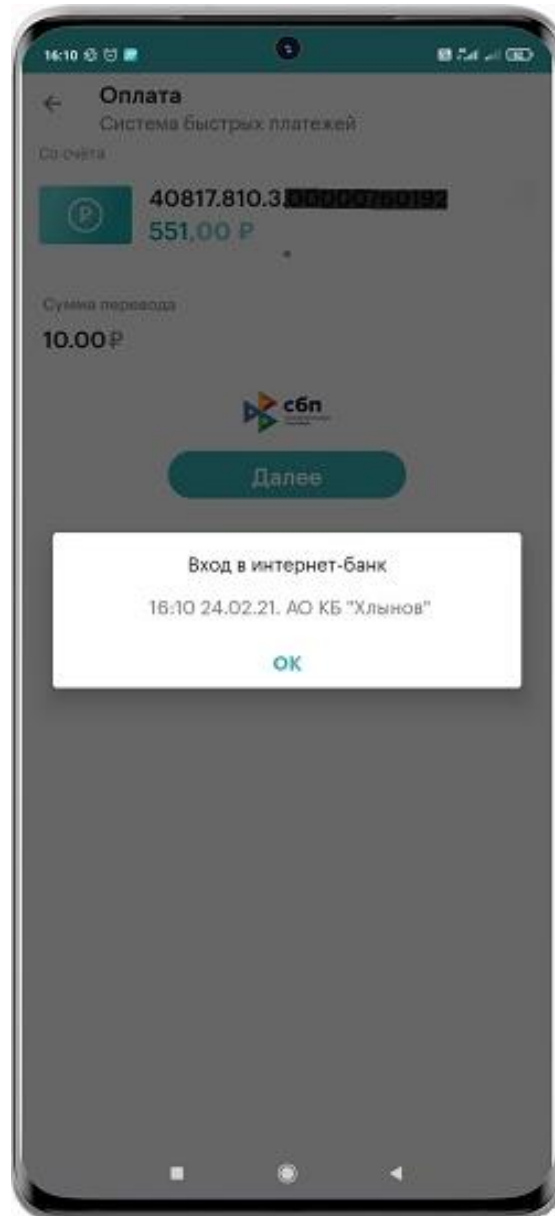 16:10
Оплата
Система быстрых платежей
Со счёта
40817.810.3.
551,00 ₽
Сумма перевода
10.00 ₽
сбп
Далее
Вход в интернет-банк
16:10 24.02.21. АО КБ "Хлынов"
ОК